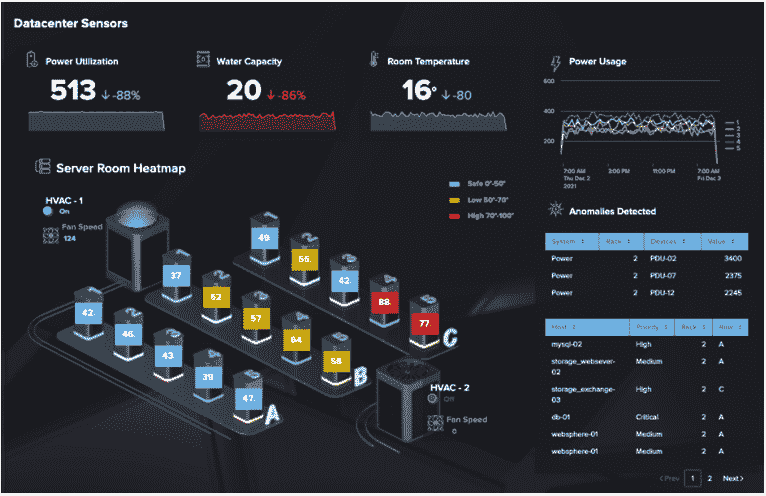 Datacenter Sensors
Power Utilization
513 ↓-88%
Water Capacity
20 ↓-86%
Room Temperature
16° ↓-80
Power Usage
600
400
200
1
2
3
4
5
7:00 AM
Thu Dec 2
2021
3:00 PM
11:00 PM
7:00 AM
Fri Dec 3
Server Room Heatmap
Safe 0°-50°
Low 50°-70°
High 70°-100°
HVAC - 1
On
Fan Speed
124
49.
42.
88.
77.
C
37
52
57
B
42.
46.
43
39
47.
A
HVAC - 2
Off
Fan Speed
0
Anomalies Detected
System Rack Devices Value
Power 2 PDU-02 3400
Power 2 PDU-07 2375
Power 2 PDU-12 2245
Host Priority Rack Row
mysql-02 High 2 A
storage_websever-
02 Medium 2 A
storage_exchange-
03 High 2 C
db-01 Critical 2 A
websphere-01 Medium 2 A
websphere-01 Medium 2 A
‹ Prev 1 2 Next ›